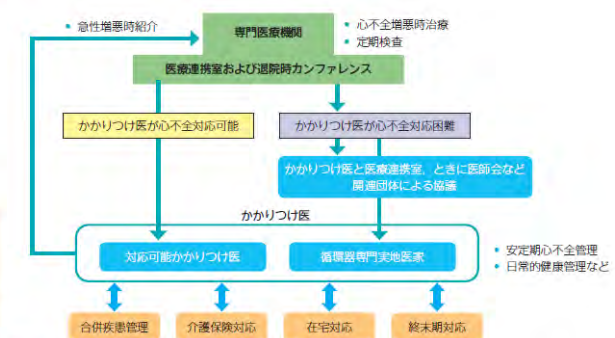 • 急性増悪時紹介
専門医療機関
• 心不全増悪時治療
• 定期検査
医療連携室および退院時カンファレンス
かかりつけ医が心不全対応可能
かかりつけ医が心不全対応困難
かかりつけ医と医療連携室，ときに医師会など
関連団体による協議
かかりつけ医
対応可能かかりつけ医
循環器専門実地医家
• 安定期心不全管理
• 日常的健康管理など
合併疾患管理
介護保険対応
在宅対応
終末期対応